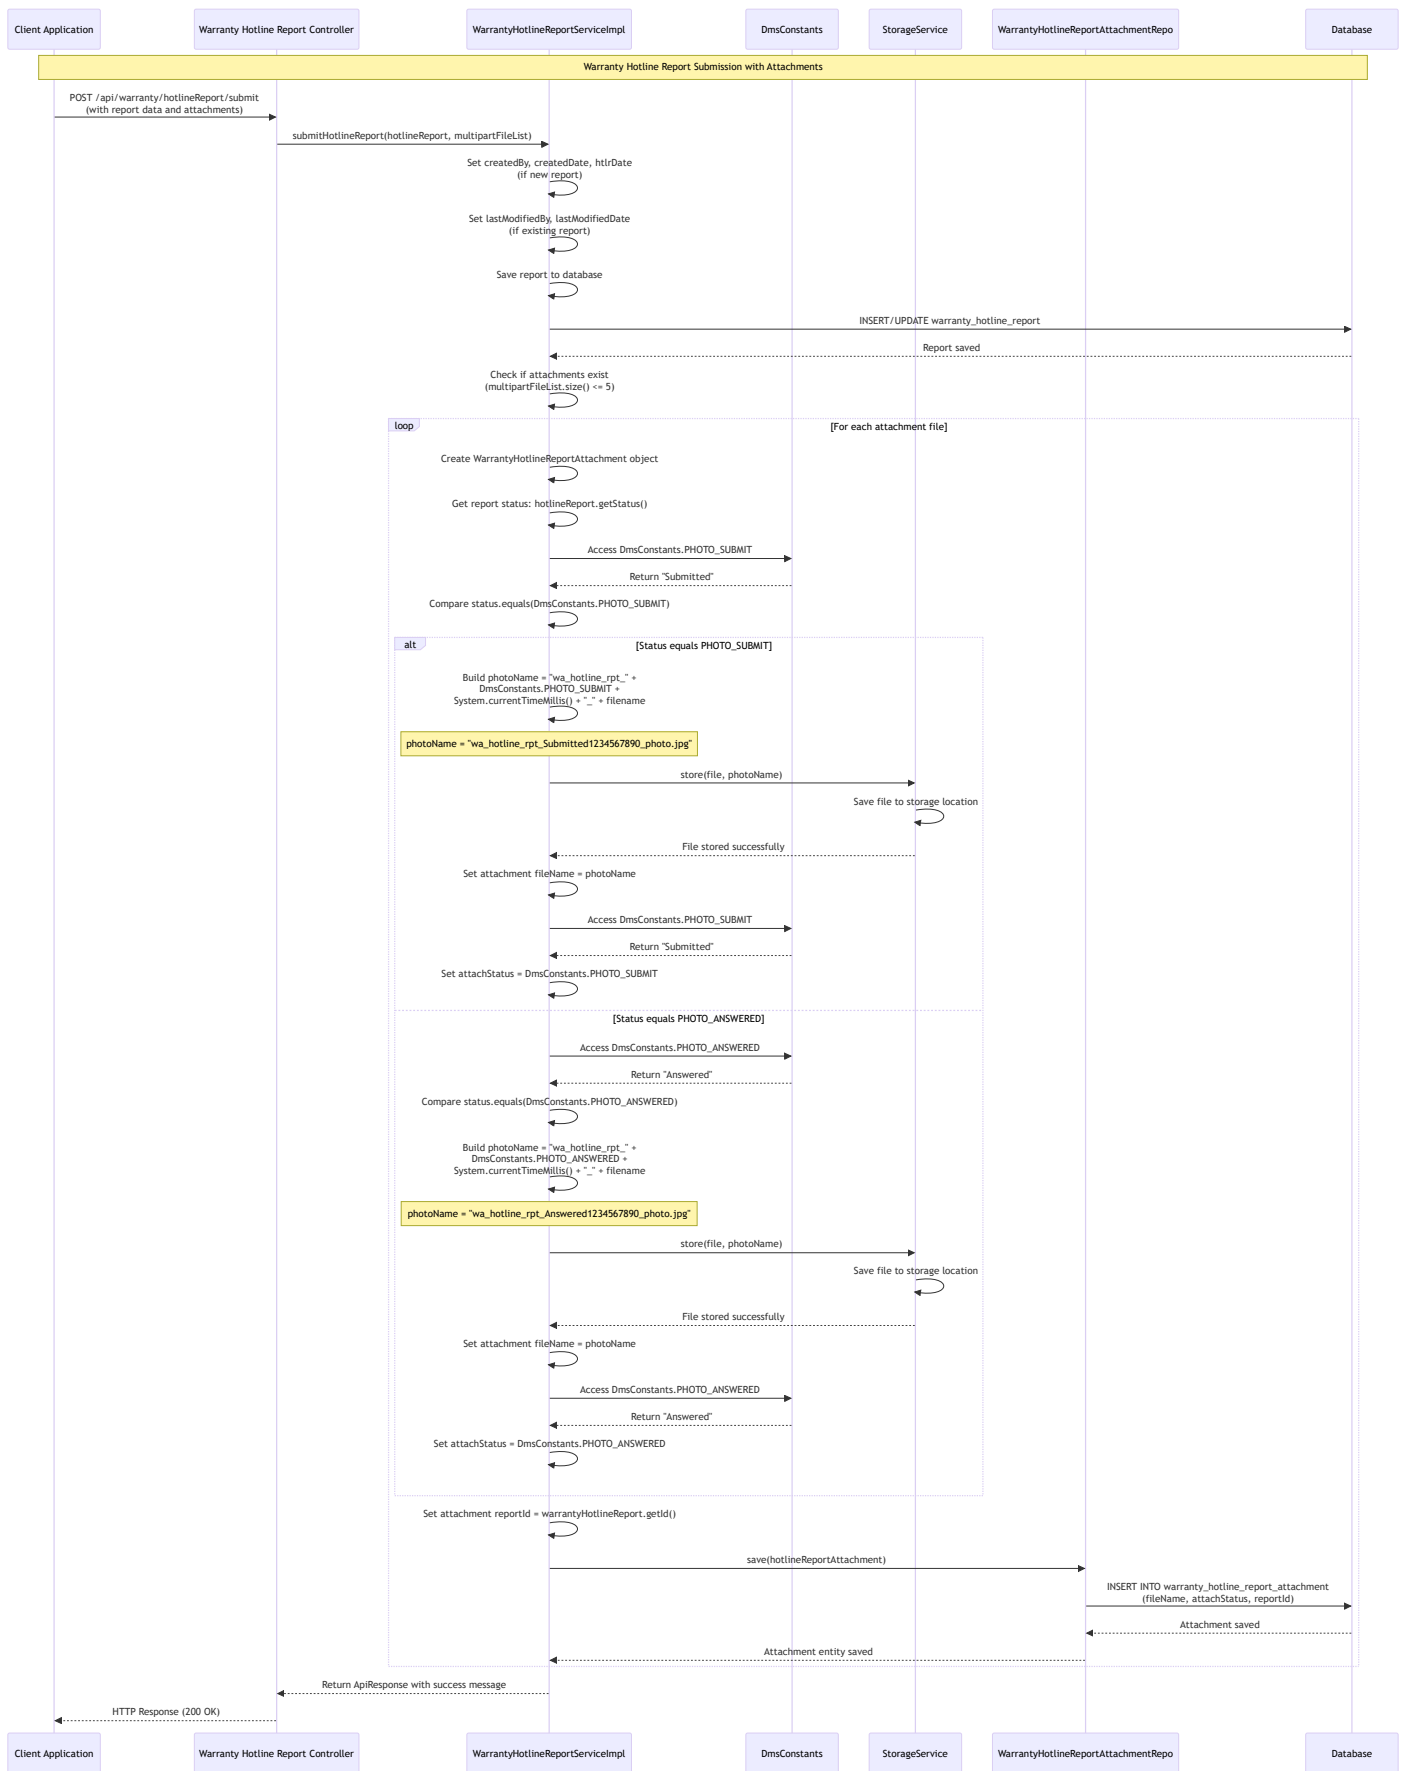 Client Application
Warranty Hotline Report Controller
WarrantyHotlineReportServiceImpl
DmsConstants
StorageService
WarrantyHotlineReportAttachmentRepo
Database
Warranty Hotline Report Submission with Attachments
POST /api/warranty/hotlineReport/submit
(with report data and attachments)
submitHotlineReport(hotlineReport, multipartFileList)
Set createdBy, createdDate, htlrDate
(if new report)
Set lastModifiedBy, lastModifiedDate
(if existing report)
Save report to database
INSERT/UPDATE warranty_hotline_report
Report saved
Check if attachments exist
(multipartFileList.size() <= 5)
loop
[For each attachment file]
Create WarrantyHotlineReportAttachment object
Get report status: hotlineReport.getStatus()
Access DmsConstants.PHOTO_SUBMIT
Return "Submitted"
Compare status.equals(DmsConstants.PHOTO_SUBMIT)
alt
[Status equals PHOTO_SUBMIT]
Build photoName = "wa_hotline_rpt_" +
DmsConstants.PHOTO_SUBMIT +
System.currentTimeMillis() + "_" + filename
photoName = "wa_hotline_rpt_Submitted1234567890_photo.jpg"
store(file, photoName)
Save file to storage location
File stored successfully
Set attachment fileName = photoName
Access DmsConstants.PHOTO_SUBMIT
Return "Submitted"
Set attachStatus = DmsConstants.PHOTO_SUBMIT
[Status equals PHOTO_ANSWERED]
Access DmsConstants.PHOTO_ANSWERED
Return "Answered"
Compare status.equals(DmsConstants.PHOTO_ANSWERED)
Build photoName = "wa_hotline_rpt_" +
DmsConstants.PHOTO_ANSWERED +
System.currentTimeMillis() + "_" + filename
photoName = "wa_hotline_rpt_Answered1234567890_photo.jpg"
store(file, photoName)
Save file to storage location
File stored successfully
Set attachment fileName = photoName
Access DmsConstants.PHOTO_ANSWERED
Return "Answered"
Set attachStatus = DmsConstants.PHOTO_ANSWERED
Set attachment reportId = warrantyHotlineReport.getId()
save(hotlineReportAttachment)
INSERT INTO warranty_hotline_report_attachment
(fileName, attachStatus, reportId)
Attachment saved
Attachment entity saved
Return ApiResponse with success message
HTTP Response (200 OK)
Client Application
Warranty Hotline Report Controller
WarrantyHotlineReportServiceImpl
DmsConstants
StorageService
WarrantyHotlineReportAttachmentRepo
Database